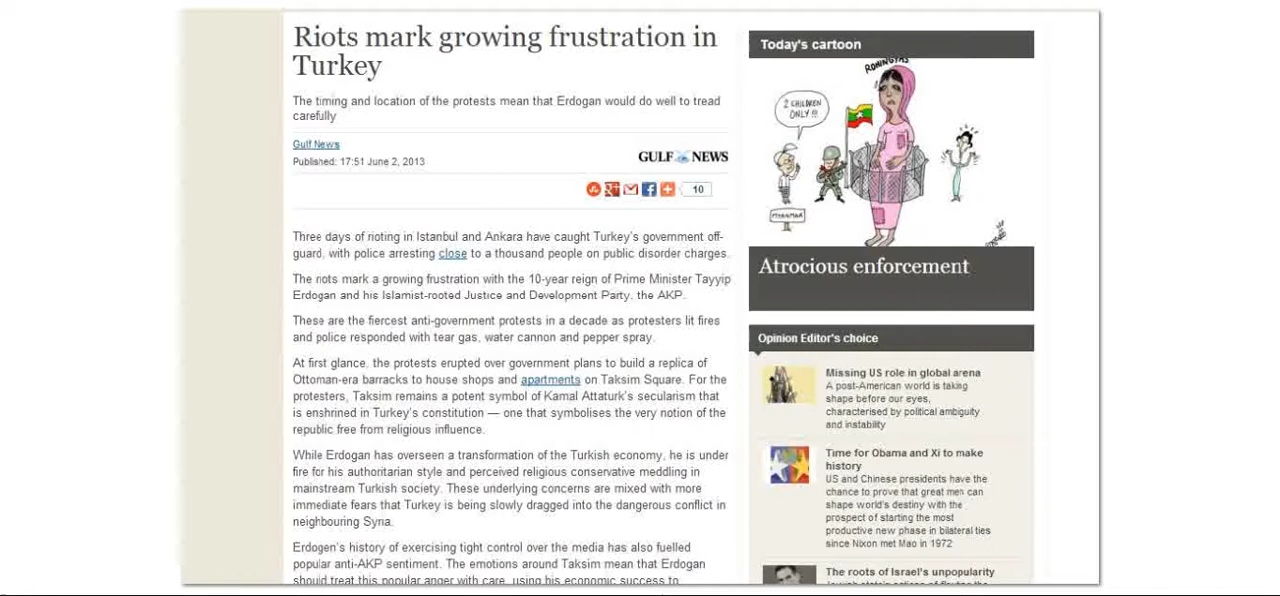 Riots mark growing frustration in
Turkey
The timing and location of the protests mean that Erdogan would do well to tread
carefully
Gulf News
Published: 17:51 June 2, 2013
GULF NEWS
10
Three days of rioting in Istanbul and Ankara have caught Turkey's government off-
guard, with police arresting close to a thousand people on public disorder charges.
The riots mark a growing frustration with the 10-year reign of Prime Minister Tayyip
Erdogan and his Islamist-rooted Justice and Development Party, the AKP.
These are the fiercest anti-government protests in a decade as protesters lit fires
and police responded with tear gas, water cannon and pepper spray.
At first glance, the protests erupted over government plans to build a replica of
Ottoman-era barracks to house shops and apartments on Taksim Square. For the
protesters, Taksim remains a potent symbol of Kamal Attaturk's secularism that
is enshrined in Turkey's constitution — one that symbolises the very notion of the
republic free from religious influence.
While Erdogan has overseen a transformation of the Turkish economy, he is under
fire for his authoritarian style and perceived religious conservative meddling in
mainstream Turkish society. These underlying concerns are mixed with more
immediate fears that Turkey is being slowly dragged into the dangerous conflict in
neighbouring Syria.
Erdogen's history of exercising tight control over the media has also fuelled
popular anti-AKP sentiment. The emotions around Taksim mean that Erdogan
should treat this popular anger with care, using his economic success to
Today's cartoon
ROHINGYAS
2 CHILDREN
ONLY!!!
MYANMAR
Atrocious enforcement
Opinion Editor's choice
Missing US role in global arena
A post-American world is taking
shape before our eyes,
characterised by political ambiguity
and instability
Time for Obama and Xi to make
history
US and Chinese presidents have the
chance to prove that great men can
shape world's destiny with the
prospect of starting the most
productive new phase in bilateral ties
since Nixon met Mao in 1972
The roots of Israel's unpopularity